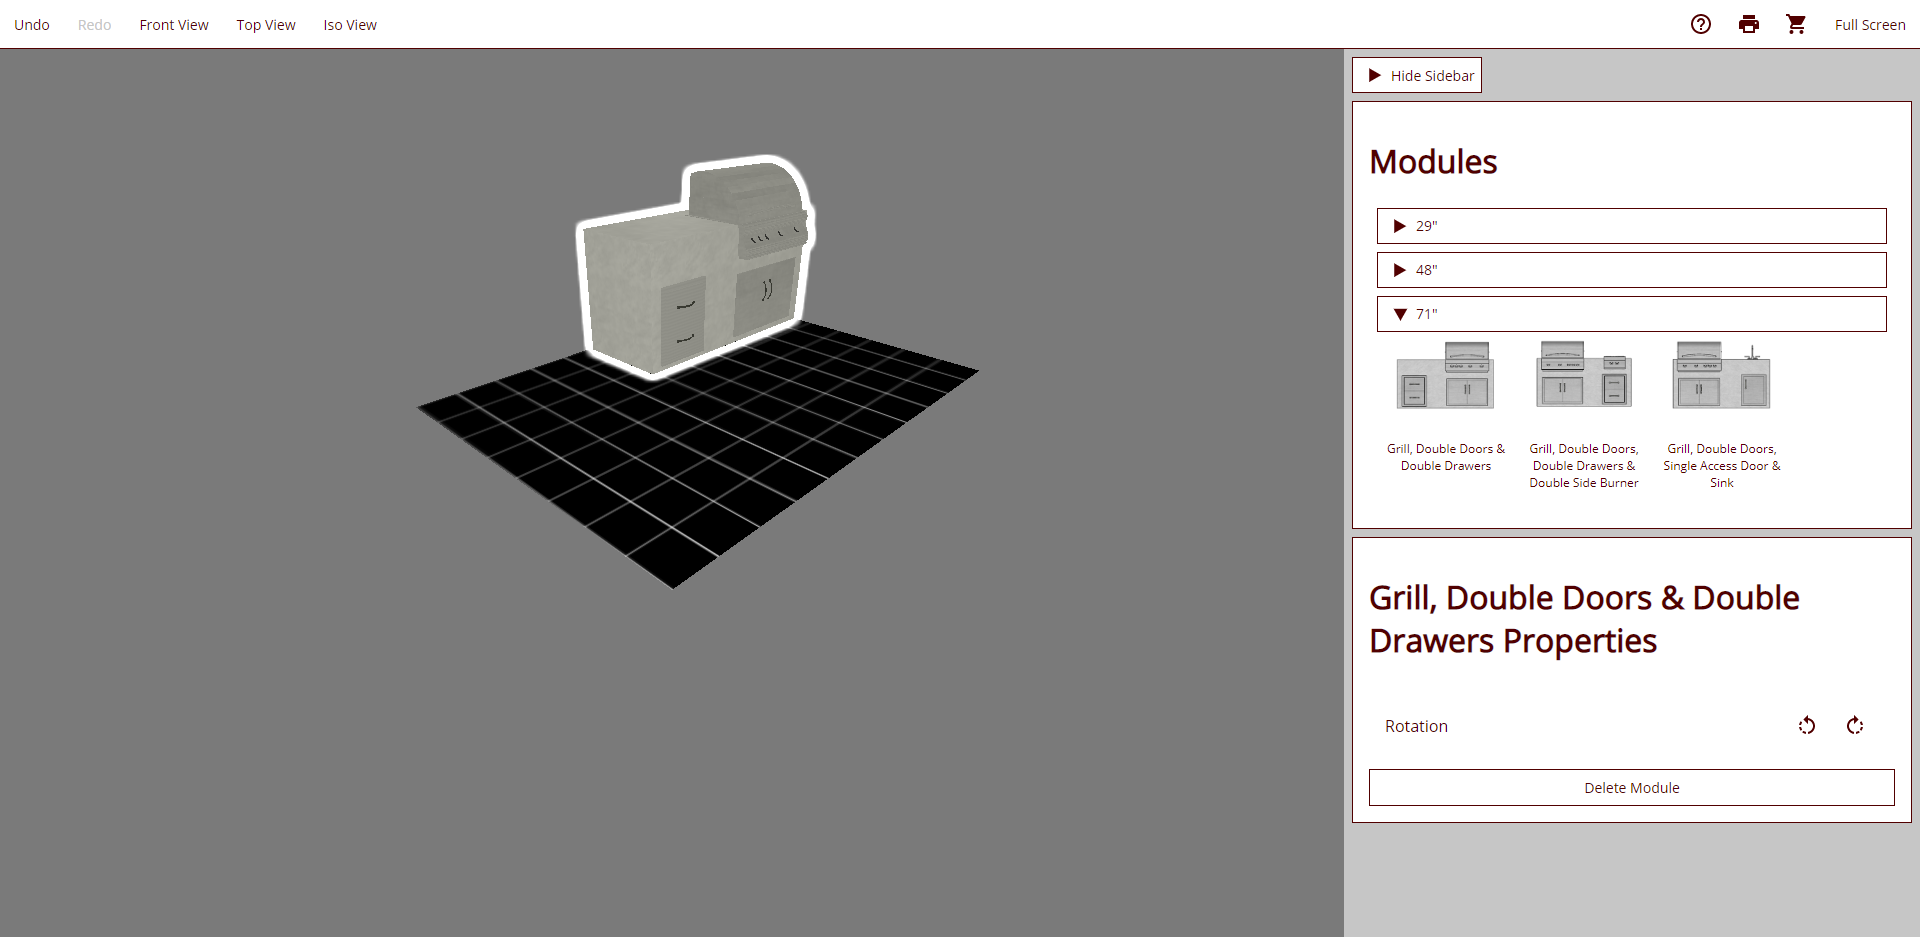 Undo
Redo
Front View
Top View
Iso View
Full Screen
Hide Sidebar
Modules
29"
48"
71"
Grill, Double Doors &
Double Drawers
Grill, Double Doors,
Double Drawers &
Double Side Burner
Grill, Double Doors,
Single Access Door &
Sink
Grill, Double Doors & Double
Drawers Properties
Rotation
Delete Module